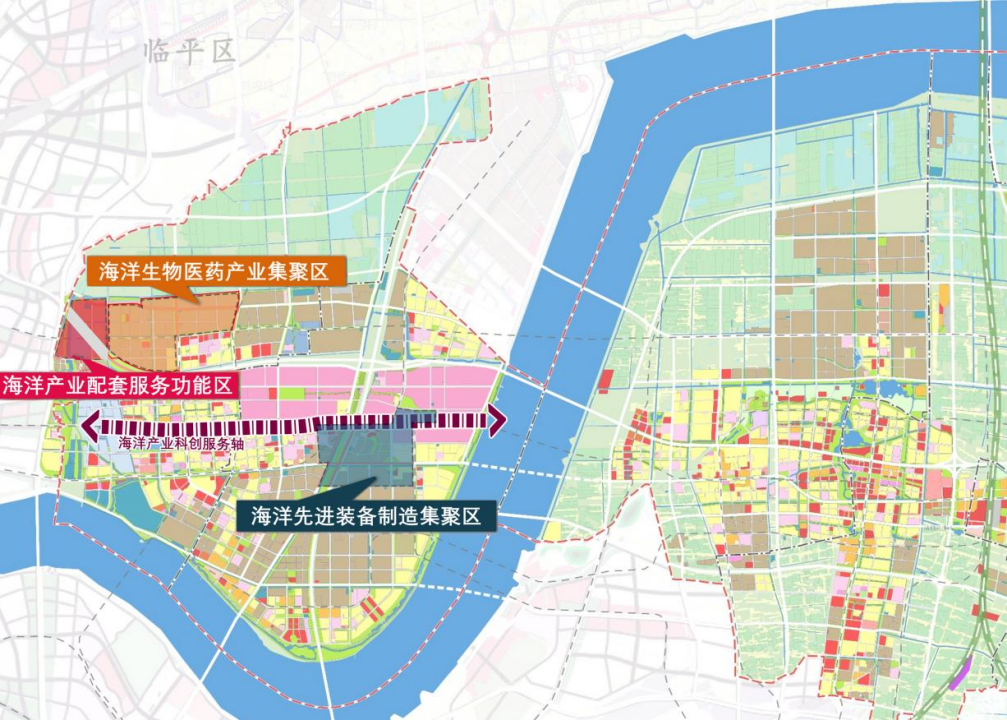 临平区
海洋生物医药产业集聚区
海洋产业配套服务功能区
海洋产业科创服务轴
海洋先进装备制造集聚区